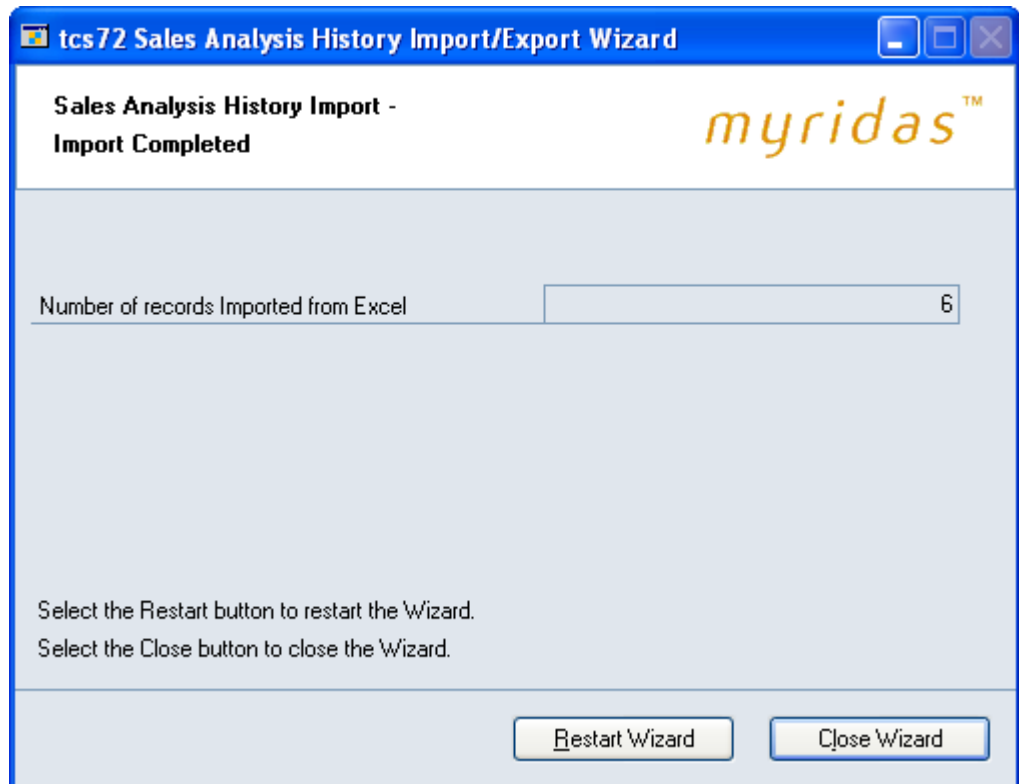 tcs72 Sales Analysis History Import/Export Wizard
Sales Analysis History Import -
Import Completed
myridas™
Number of records Imported from Excel 6
Select the Restart button to restart the Wizard.
Select the Close button to close the Wizard.
Restart Wizard Close Wizard